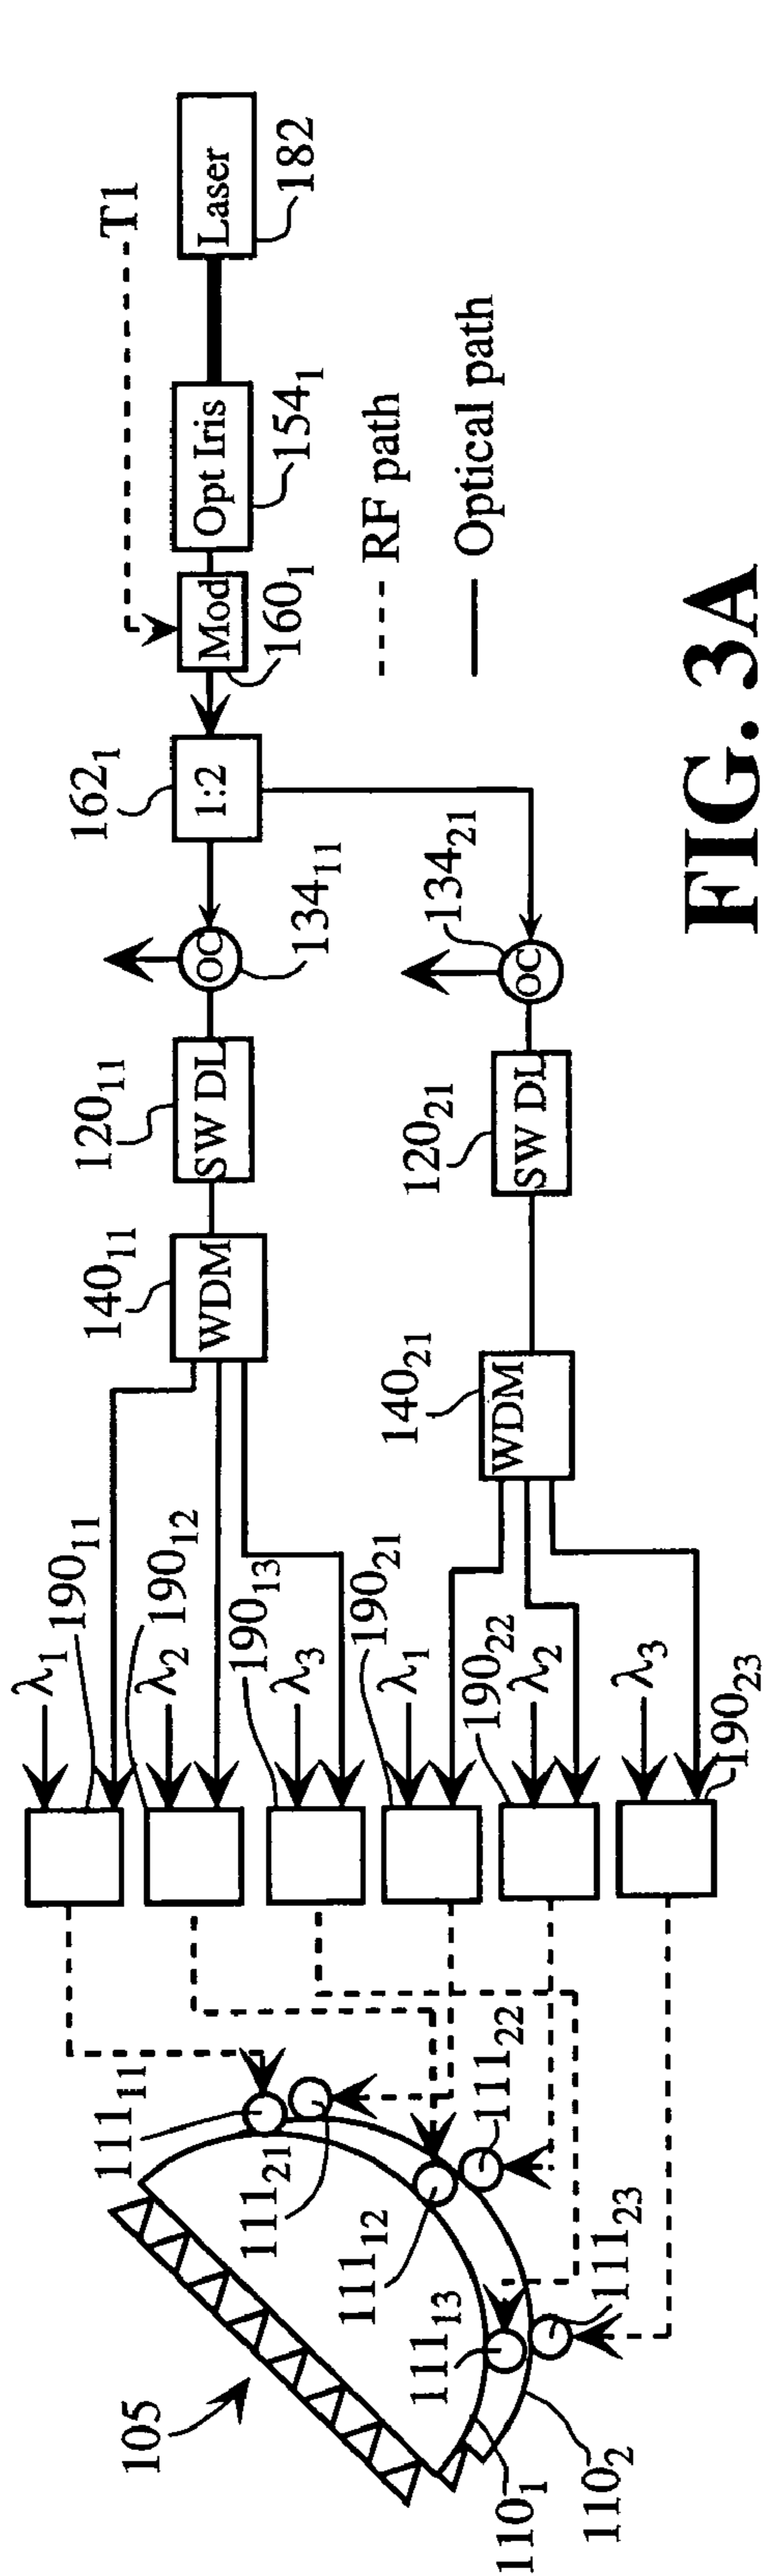 T1
Laser
182
Opt Iris
154₁
Mod
160₁
RF path
Optical path
162₁
1:2
OC
134₁₁
134₂₁
OC
120₁₁
SW DL
120₂₁
SW DL
140₁₁
WDM
140₂₁
WDM
λ₁
190₁₁
λ₂
190₁₂
λ₃
190₁₃
λ₁
190₂₁
λ₂
190₂₂
λ₃
190₂₃
111₁₁
111₂₁
111₁₂
111₂₂
111₁₃
111₂₃
105
110₁
110₂
FIG. 3A